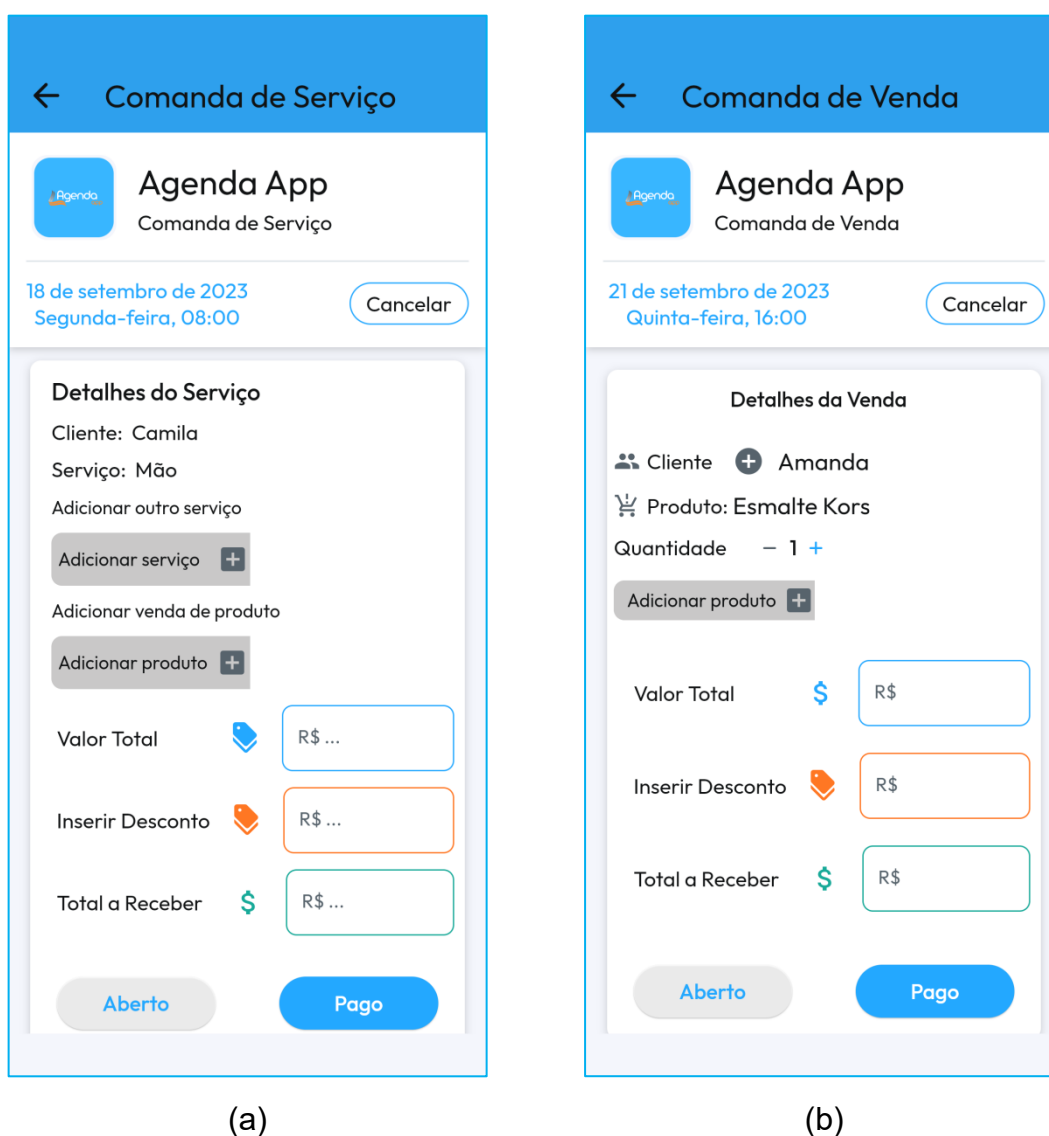 Comanda de Serviço
Agenda
Agenda App
Comanda de Serviço
18 de setembro de 2023
Segunda-feira, 08:00
Cancelar
Detalhes do Serviço
Cliente: Camila
Serviço: Mão
Adicionar outro serviço
Adicionar serviço
Adicionar venda de produto
Adicionar produto
Valor Total
R$ ...
Inserir Desconto
R$ ...
Total a Receber
$
R$ ...
Aberto
Pago
(a)
Comanda de Venda
Agenda
Agenda App
Comanda de Venda
21 de setembro de 2023
Quinta-feira, 16:00
Cancelar
Detalhes da Venda
Cliente Amanda
Produto: Esmalte Kors
Quantidade − 1 +
Adicionar produto
Valor Total
$
R$
Inserir Desconto
R$
Total a Receber
$
R$
Aberto
Pago
(b)